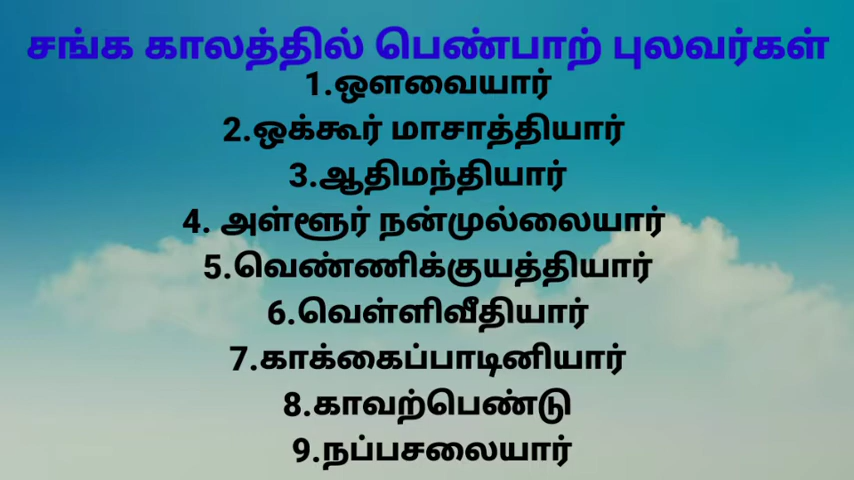 சங்க காலத்தில் பெண்பாற் புலவர்கள்
1.ஔவையார்
2.ஒக்கூர் மாசாத்தியார்
3.ஆதிமந்தியார்
4. அள்ளூர் நன்முல்லையார்
5.வெண்ணிக்குயத்தியார்
6.வெள்ளிவீதியார்
7.காக்கைப்பாடினியார்
8.காவற்பெண்டு
9.நப்பசலையார்